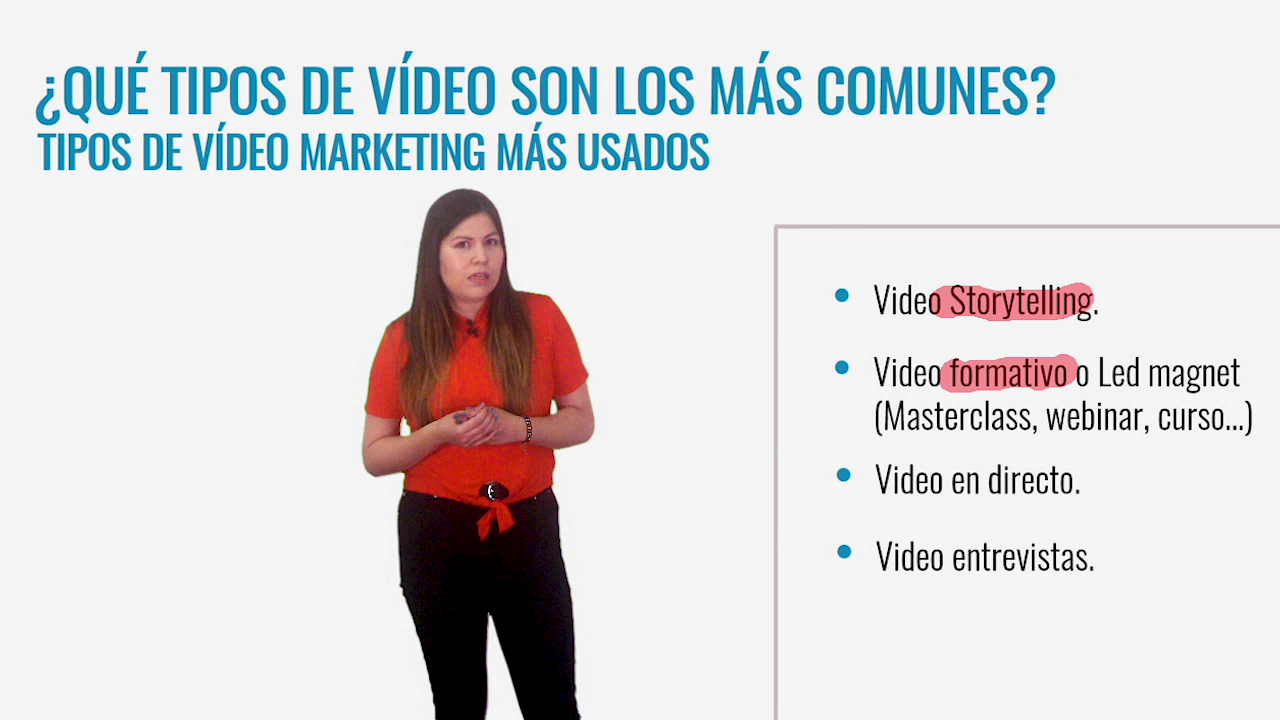 ¿QUÉ TIPOS DE VÍDEO SON LOS MÁS COMUNES?
TIPOS DE VÍDEO MARKETING MÁS USADOS
• Video Storytelling.
• Video formativo o Led magnet
(Masterclass, webinar, curso...)
• Video en directo.
• Video entrevistas.